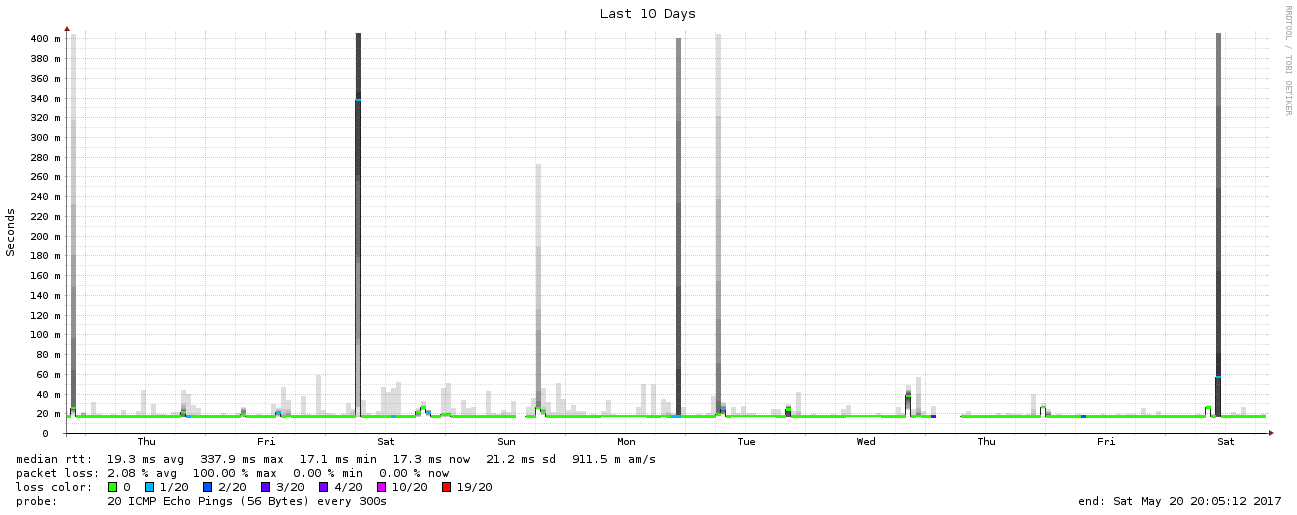 Last 10 Days
RRDTOOL / TOBI OETIKER
Seconds
400 m
380 m
360 m
340 m
320 m
300 m
280 m
260 m
240 m
220 m
200 m
180 m
160 m
140 m
120 m
100 m
80 m
60 m
40 m
20 m
0
Thu Fri Sat Sun Mon Tue Wed Thu Fri Sat
median rtt: 19.3 ms avg 337.9 ms max 17.1 ms min 17.3 ms now 21.2 ms sd 911.5 m am/s
packet loss: 2.08 % avg 100.00 % max 0.00 % min 0.00 % now
loss color: 0 1/20 2/20 3/20 4/20 10/20 19/20
probe: 20 ICMP Echo Pings (56 Bytes) every 300s end: Sat May 20 20:05:12 2017